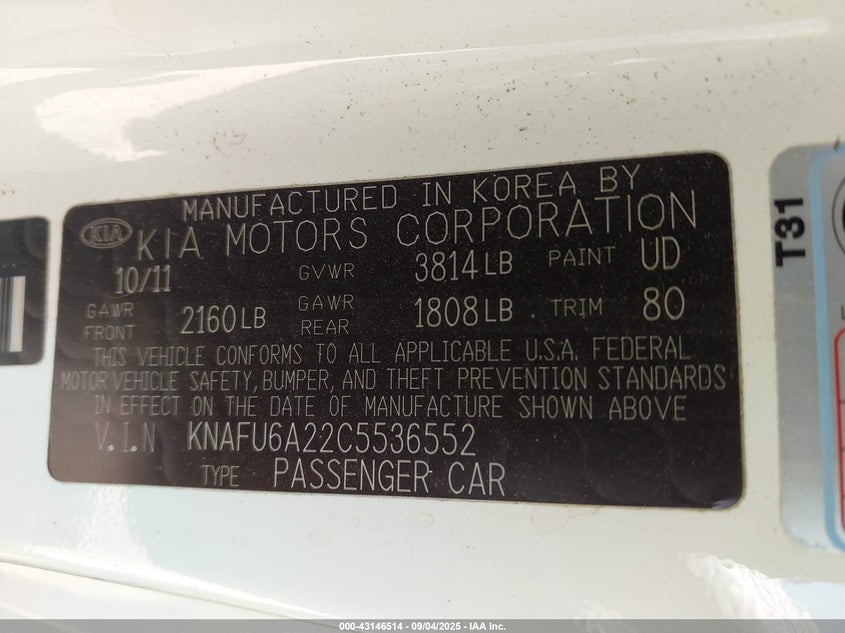 MANUFACTURED IN KOREA BY
KIA KIA MOTORS CORPORATION
10/11 GVWR 3814 LB PAINT UD
GAWR FRONT 2160 LB GAWR REAR 1808 LB TRIM 80
THIS VEHICLE CONFORMS TO ALL APPLICABLE U.S.A. FEDERAL
MOTOR VEHICLE SAFETY, BUMPER, AND THEFT PREVENTION STANDARDS
IN EFFECT ON THE DATE OF MANUFACTURE SHOWN ABOVE
V.I.N KNAFU6A22C5536552
TYPE PASSENGER CAR
T31
000-43146514 - 09/04/2025 - IAA Inc.